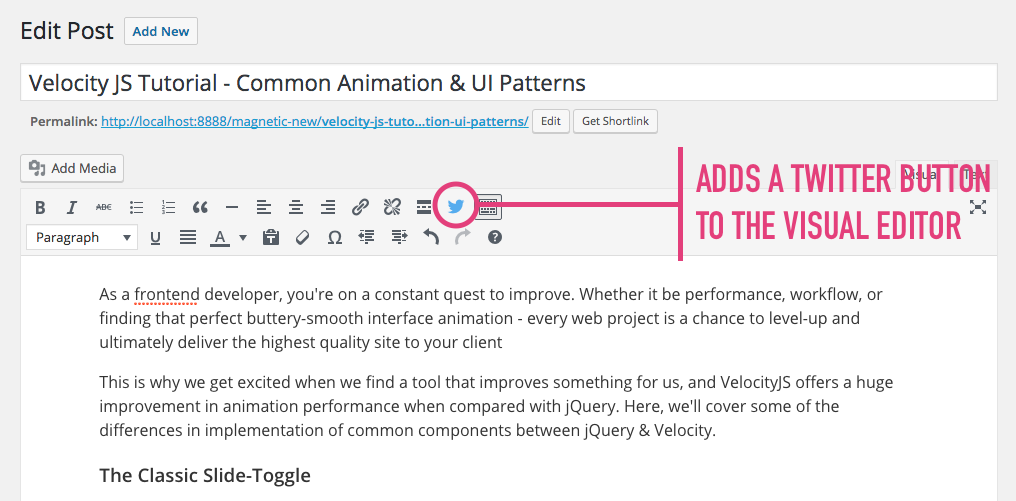 Edit Post Add New
Velocity JS Tutorial - Common Animation & UI Patterns
Permalink: http://localhost:8888/magnetic-new/velocity-js-tuto...tion-ui-patterns/ Edit Get Shortlink
Add Media
Visual Text
ADDS A TWITTER BUTTON
TO THE VISUAL EDITOR
B I ABC
Paragraph U A Ω
As a frontend developer, you're on a constant quest to improve. Whether it be performance, workflow, or
finding that perfect buttery-smooth interface animation - every web project is a chance to level-up and
ultimately deliver the highest quality site to your client
This is why we get excited when we find a tool that improves something for us, and VelocityJS offers a huge
improvement in animation performance when compared with jQuery. Here, we'll cover some of the
differences in implementation of common components between jQuery & Velocity.
The Classic Slide-Toggle